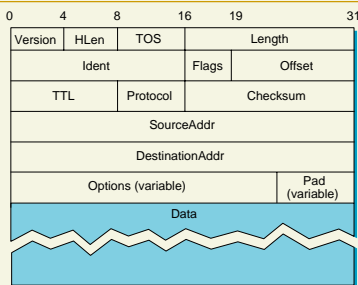 0 4 8 16 19 31
Version HLen TOS Length
Ident Flags Offset
TTL Protocol Checksum
SourceAddr
DestinationAddr
Options (variable) Pad
(variable)
Data